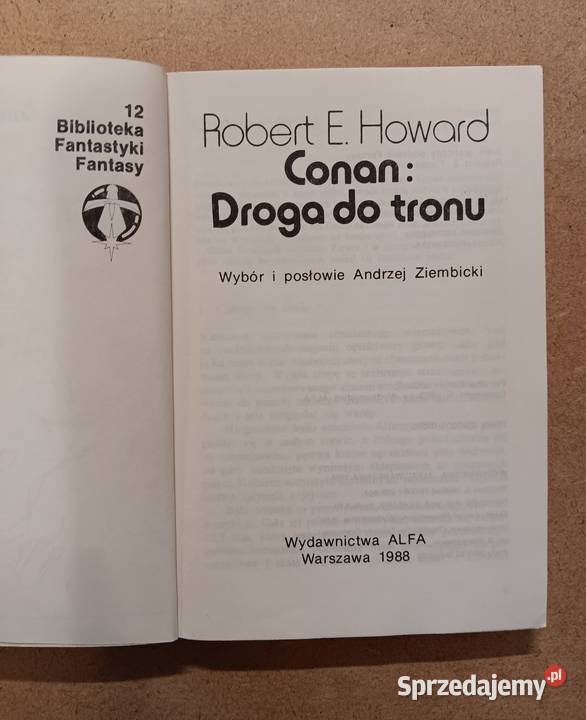 12
Biblioteka
Fantastyki
Fantasy
Robert E. Howard
Conan:
Droga do tronu
Wybór i posłowie Andrzej Ziembicki
Wydawnictwa ALFA
Warszawa 1988
Sprzedajemy.pl